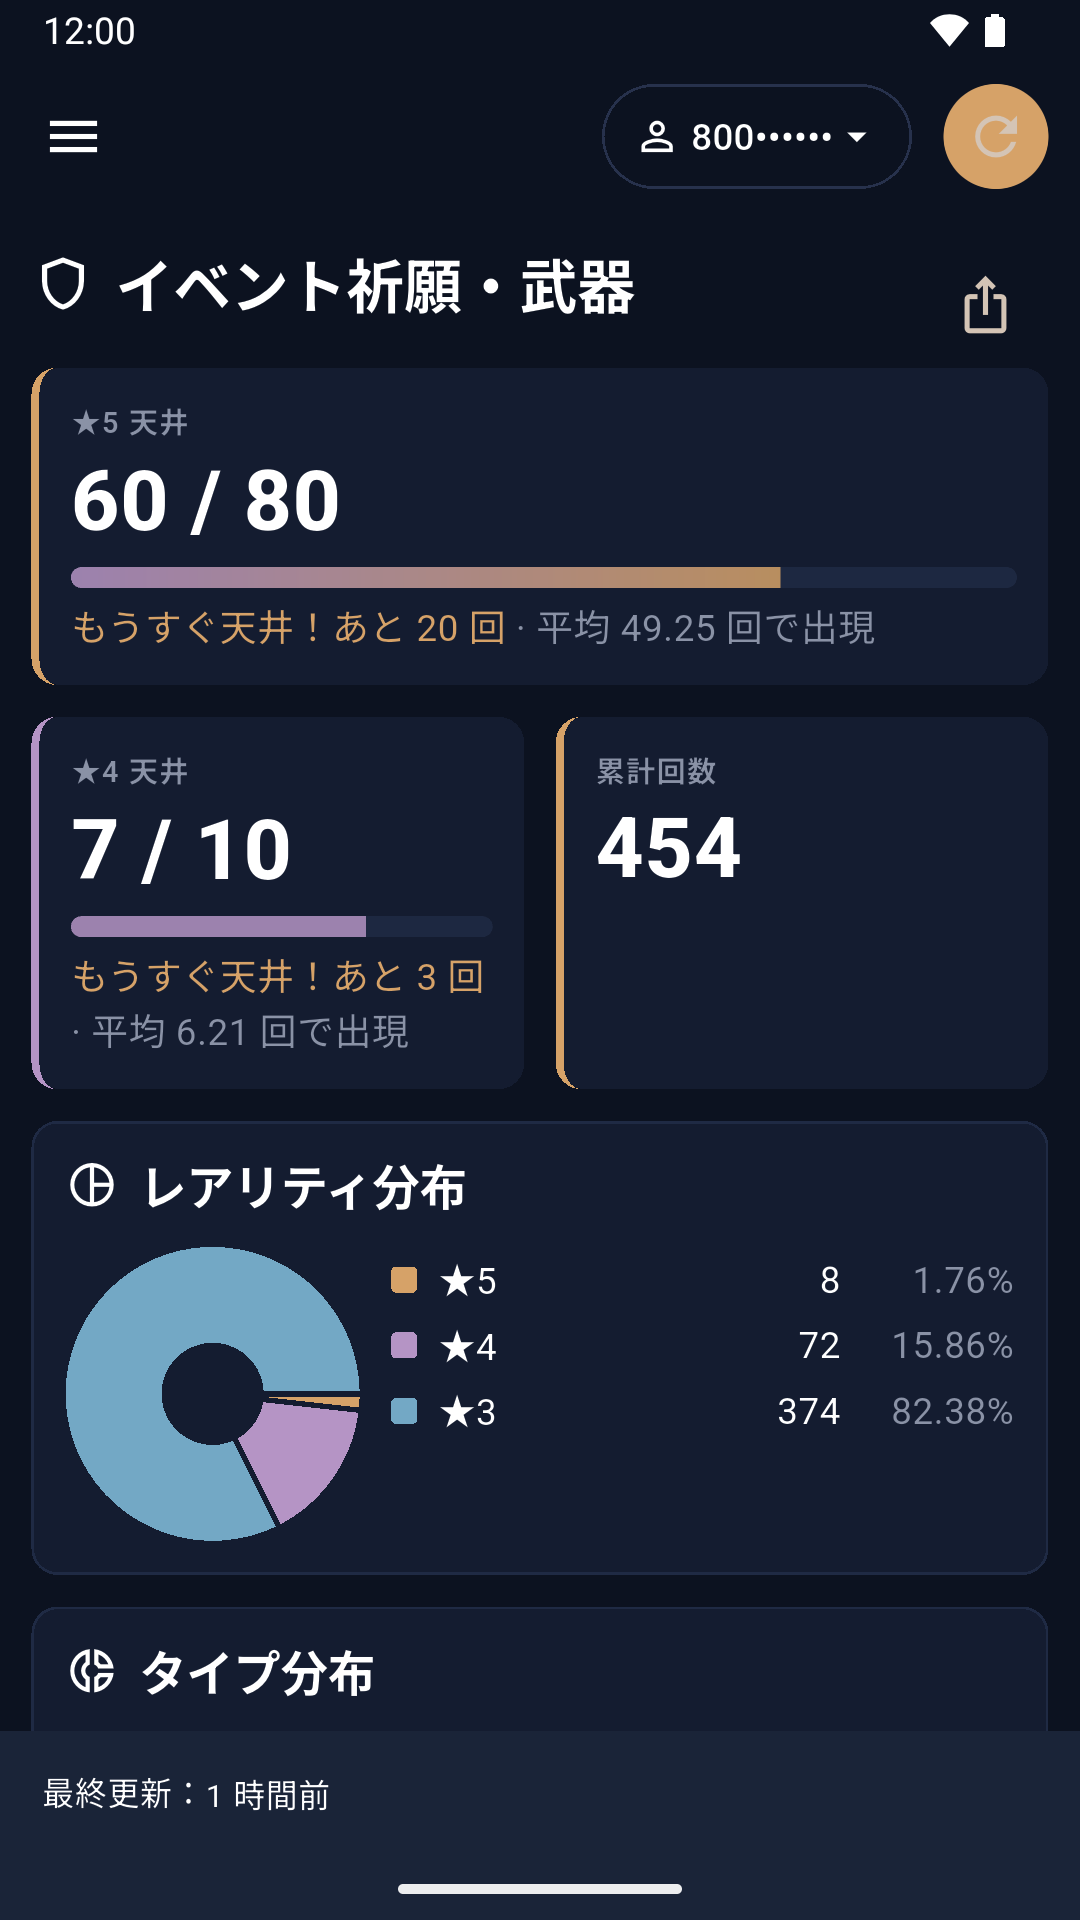 12:00
800••••••
イベント祈願・武器
★5 天井
60 / 80
もうすぐ天井！あと 20 回 · 平均 49.25 回で出現
★4 天井
7 / 10
もうすぐ天井！あと 3 回
· 平均 6.21 回で出現
累計回数
454
レアリティ分布
★5 8 1.76%
★4 72 15.86%
★3 374 82.38%
タイプ分布
最終更新：1 時間前